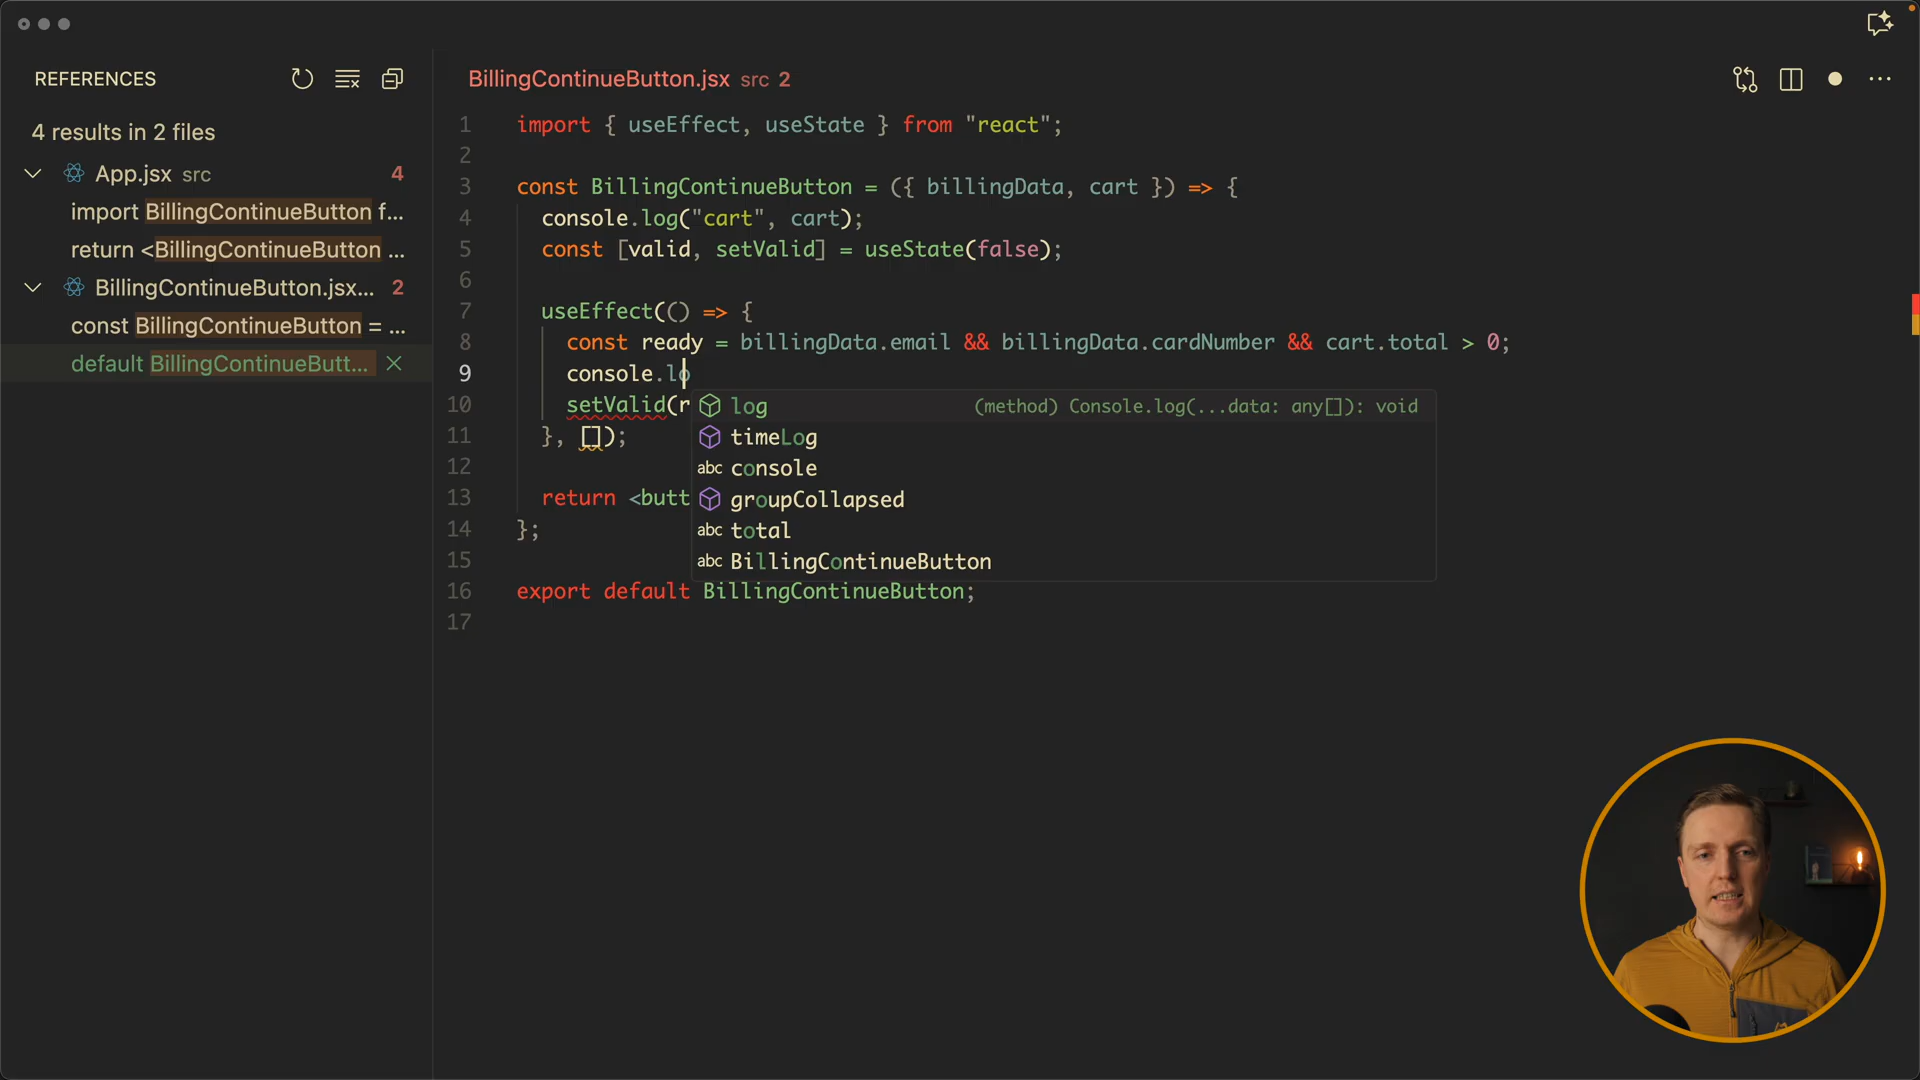 REFERENCES
4 results in 2 files
App.jsx src 4
import BillingContinueButton f...
return <BillingContinueButton ...
BillingContinueButton.jsx... 2
const BillingContinueButton = ...
default BillingContinueButt...
BillingContinueButton.jsx src 2
1 import { useEffect, useState } from "react";
2
3 const BillingContinueButton = ({ billingData, cart }) => {
4 console.log("cart", cart);
5 const [valid, setValid] = useState(false);
6
7 useEffect(() => {
8 const ready = billingData.email && billingData.cardNumber && cart.total > 0;
9 console.lo
10 setValid(r
11 }, []);
12
13 return <butt
14 };
15
16 export default BillingContinueButton;
17
log (method) Console.log(...data: any[]): void
timeLog
abc console
groupCollapsed
abc total
abc BillingContinueButton